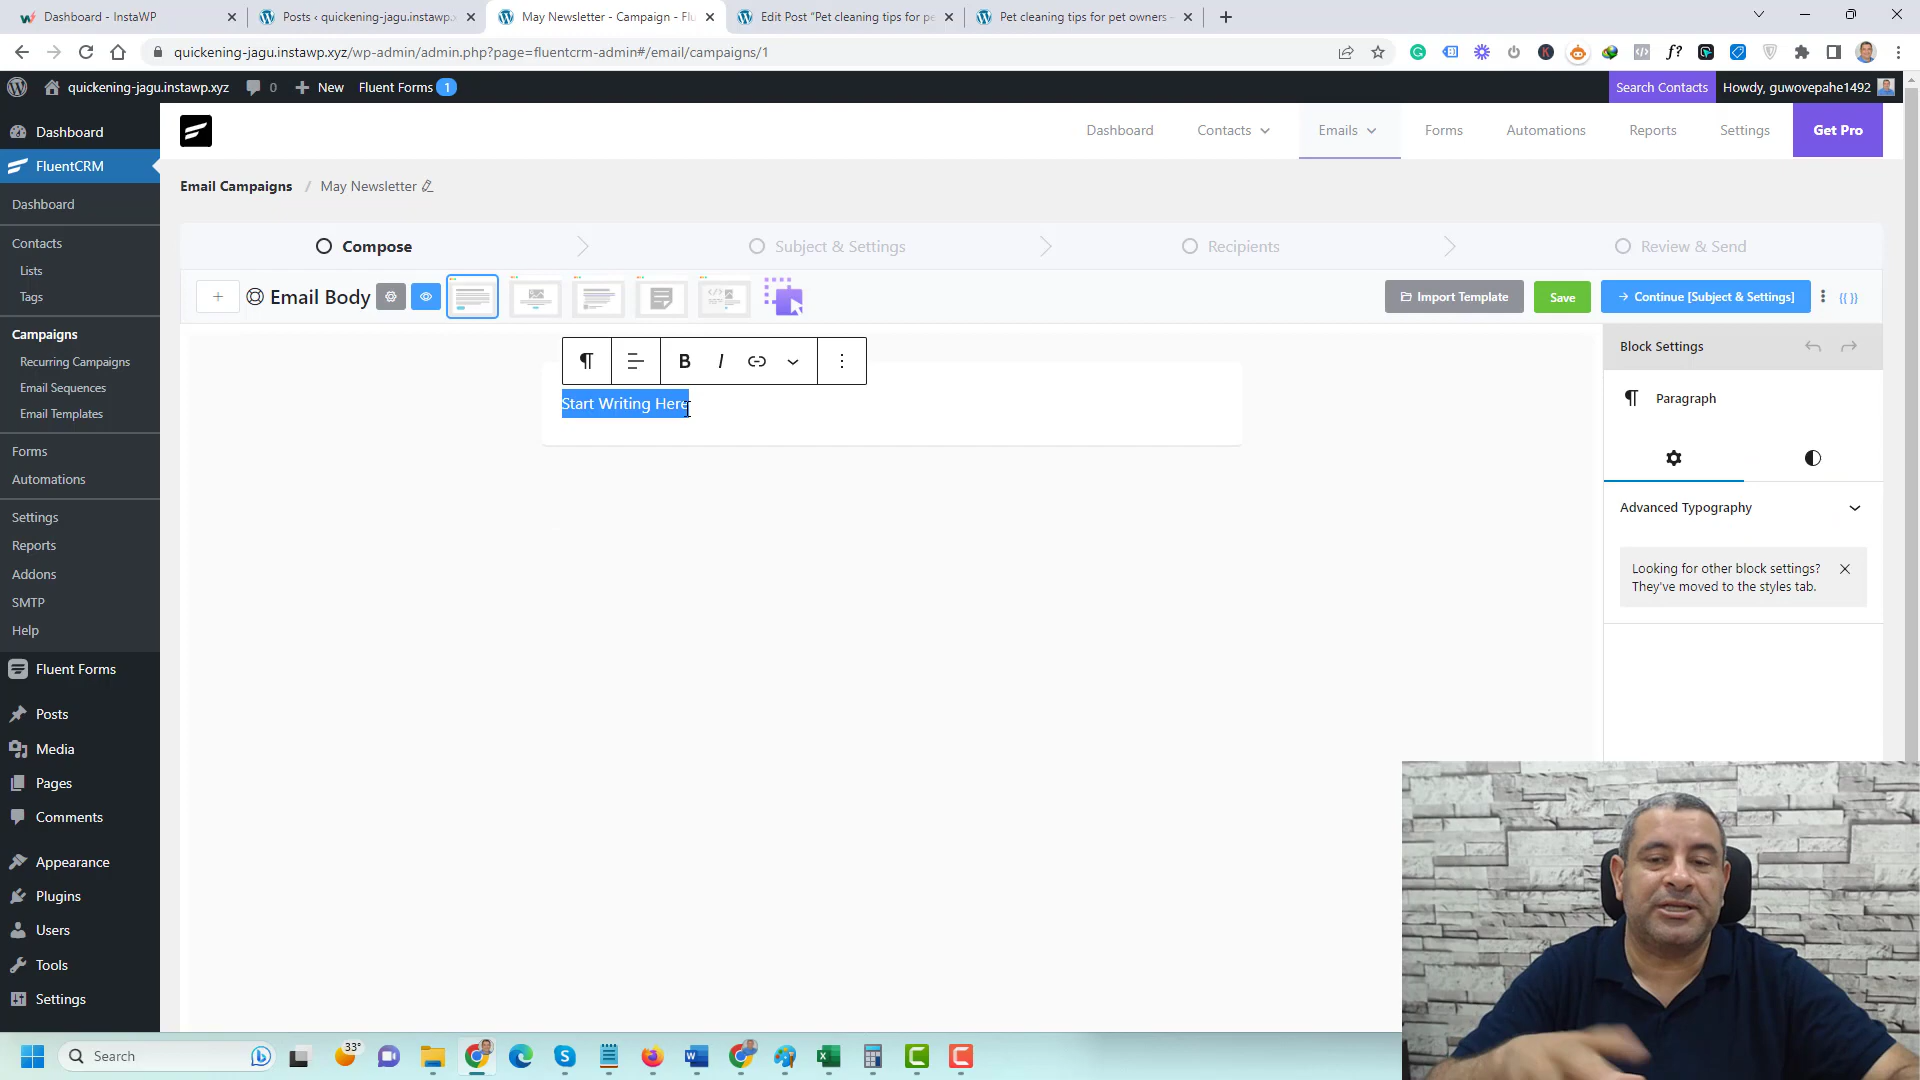 Dashboard - InstaWP
Posts ‹ quickening-jagu.instawp.x
May Newsletter - Campaign - Flu
Edit Post "Pet cleaning tips for pe
Pet cleaning tips for pet owners -
quickening-jagu.instawp.xyz/wp-admin/admin.php?page=fluentcrm-admin#/email/campaigns/1
quickening-jagu.instawp.xyz
0
New
Fluent Forms 1
Search Contacts
Howdy, guwovepahe1492
Dashboard
FluentCRM
Dashboard
Contacts
Lists
Tags
Campaigns
Recurring Campaigns
Email Sequences
Email Templates
Forms
Automations
Settings
Reports
Addons
SMTP
Help
Fluent Forms
Posts
Media
Pages
Comments
Appearance
Plugins
Users
Tools
Settings
Dashboard
Contacts
Emails
Forms
Automations
Reports
Settings
Get Pro
Email Campaigns / May Newsletter
Compose
Subject & Settings
Recipients
Review & Send
Email Body
Import Template
Save
Continue [Subject & Settings]
{{ }}
B I
Start Writing Here
Block Settings
Paragraph
Advanced Typography
Looking for other block settings?
They've moved to the styles tab.
Search
33°